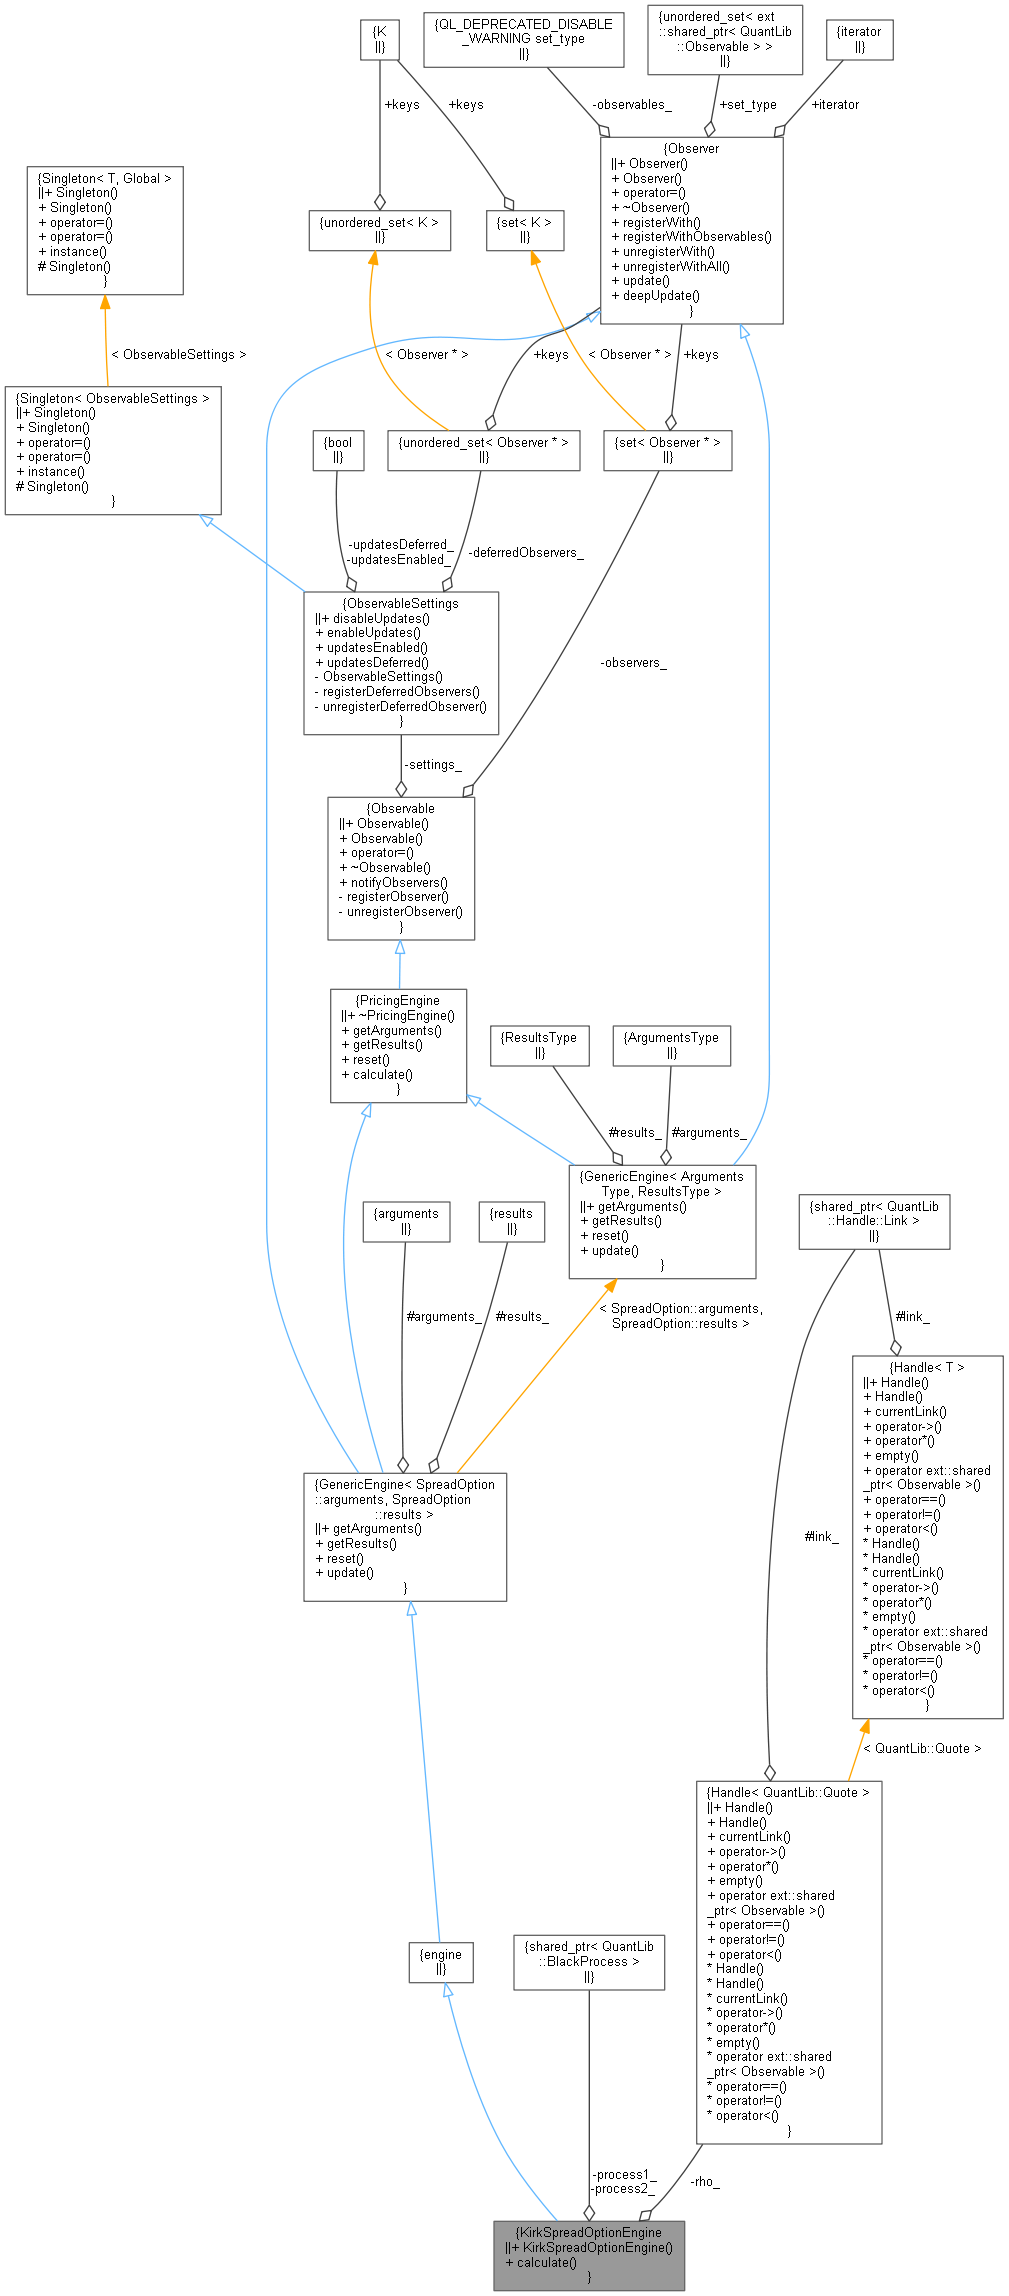 {K
||}
{QL_DEPRECATED_DISABLE
_WARNING set_type
||}
{unordered_set< ext
::shared_ptr< QuantLib
::Observable > >
||}
{iterator
||}
+keys
+keys
-observables_
+set_type
+iterator
{Singleton< T, Global >
||+ Singleton()
+ Singleton()
+ operator=()
+ operator=()
+ instance()
# Singleton()
}
{unordered_set< K >
||}
{set< K >
||}
{Observer
||+ Observer()
+ Observer()
+ operator=()
+ ~Observer()
+ registerWith()
+ registerWithObservables()
+ unregisterWith()
+ unregisterWithAll()
+ update()
+ deepUpdate()
}
< ObservableSettings >
< Observer * >
+keys
< Observer * >
+keys
{Singleton< ObservableSettings >
||+ Singleton()
+ Singleton()
+ operator=()
+ operator=()
+ instance()
# Singleton()
}
{bool
||}
{unordered_set< Observer * >
||}
{set< Observer * >
||}
-updatesDeferred_
-updatesEnabled_
-deferredObservers_
{ObservableSettings
||+ disableUpdates()
+ enableUpdates()
+ updatesEnabled()
+ updatesDeferred()
- ObservableSettings()
- registerDeferredObservers()
- unregisterDeferredObserver()
}
-observers_
-settings_
{Observable
||+ Observable()
+ Observable()
+ operator=()
+ ~Observable()
+ notifyObservers()
- registerObserver()
- unregisterObserver()
}
{PricingEngine
||+ ~PricingEngine()
+ getArguments()
+ getResults()
+ reset()
+ calculate()
}
{ResultsType
||}
{ArgumentsType
||}
#results_
#arguments_
{GenericEngine< Arguments
Type, ResultsType >
||+ getArguments()
+ getResults()
+ reset()
+ update()
}
{arguments
||}
{results
||}
{shared_ptr< QuantLib
::Handle::Link >
||}
#arguments_
#results_
< SpreadOption::arguments,
SpreadOption::results >
#link_
{Handle< T >
||+ Handle()
+ Handle()
+ currentLink()
+ operator->()
+ operator*()
+ empty()
+ operator ext::shared
_ptr< Observable >()
+ operator==()
+ operator!=()
+ operator<()
* Handle()
* Handle()
* currentLink()
* operator->()
* operator*()
* empty()
* operator ext::shared
_ptr< Observable >()
* operator==()
* operator!=()
* operator<()
}
{GenericEngine< SpreadOption
::arguments, SpreadOption
::results >
||+ getArguments()
+ getResults()
+ reset()
+ update()
}
#link_
< QuantLib::Quote >
{Handle< QuantLib::Quote >
||+ Handle()
+ Handle()
+ currentLink()
+ operator->()
+ operator*()
+ empty()
+ operator ext::shared
_ptr< Observable >()
+ operator==()
+ operator!=()
+ operator<()
* Handle()
* Handle()
* currentLink()
* operator->()
* operator*()
* empty()
* operator ext::shared
_ptr< Observable >()
* operator==()
* operator!=()
* operator<()
}
{engine
||}
{shared_ptr< QuantLib
::BlackProcess >
||}
-process1_
-process2_
-rho_
{KirkSpreadOptionEngine
||+ KirkSpreadOptionEngine()
+ calculate()
}